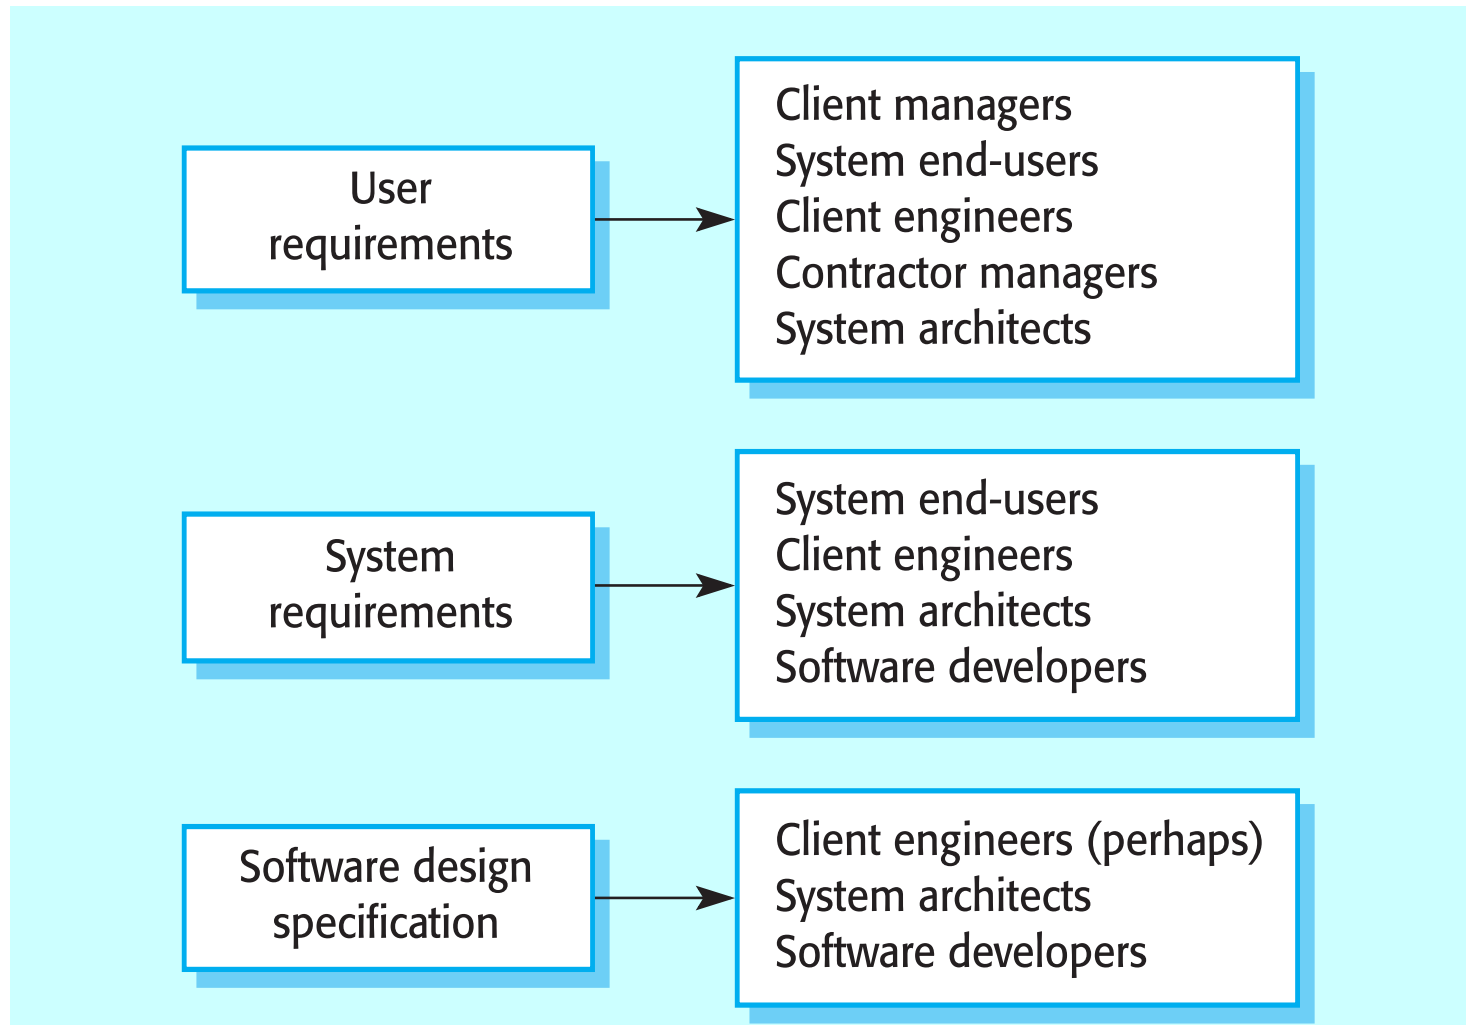 User
requirements
Client managers
System end-users
Client engineers
Contractor managers
System architects
System
requirements
System end-users
Client engineers
System architects
Software developers
Software design
specification
Client engineers (perhaps)
System architects
Software developers